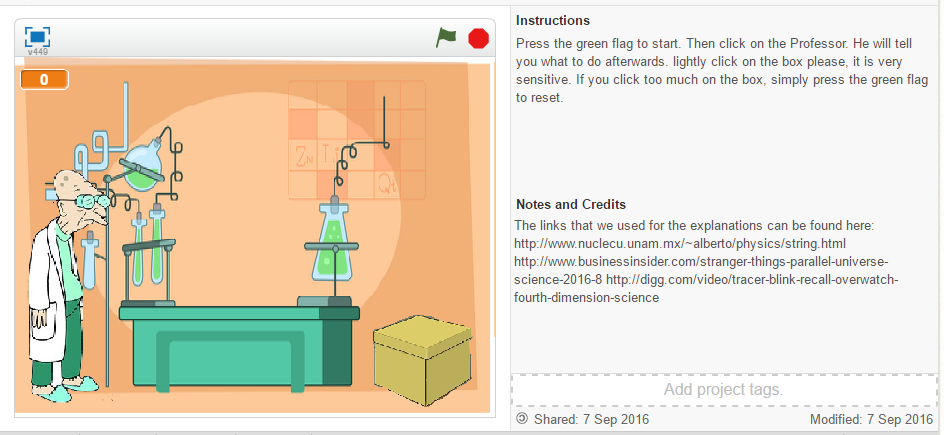 v449
0
Zn Ti
Qt
Instructions
Press the green flag to start. Then click on the Professor. He will tell
you what to do afterwards. lightly click on the box please, it is very
sensitive. If you click too much on the box, simply press the green flag
to reset.
Notes and Credits
The links that we used for the explanations can be found here:
http://www.nuclecu.unam.mx/~alberto/physics/string.html
http://www.businessinsider.com/stranger-things-parallel-universe-
science-2016-8 http://digg.com/video/tracer-blink-recall-overwatch-
fourth-dimension-science
Add project tags.
Shared: 7 Sep 2016 Modified: 7 Sep 2016